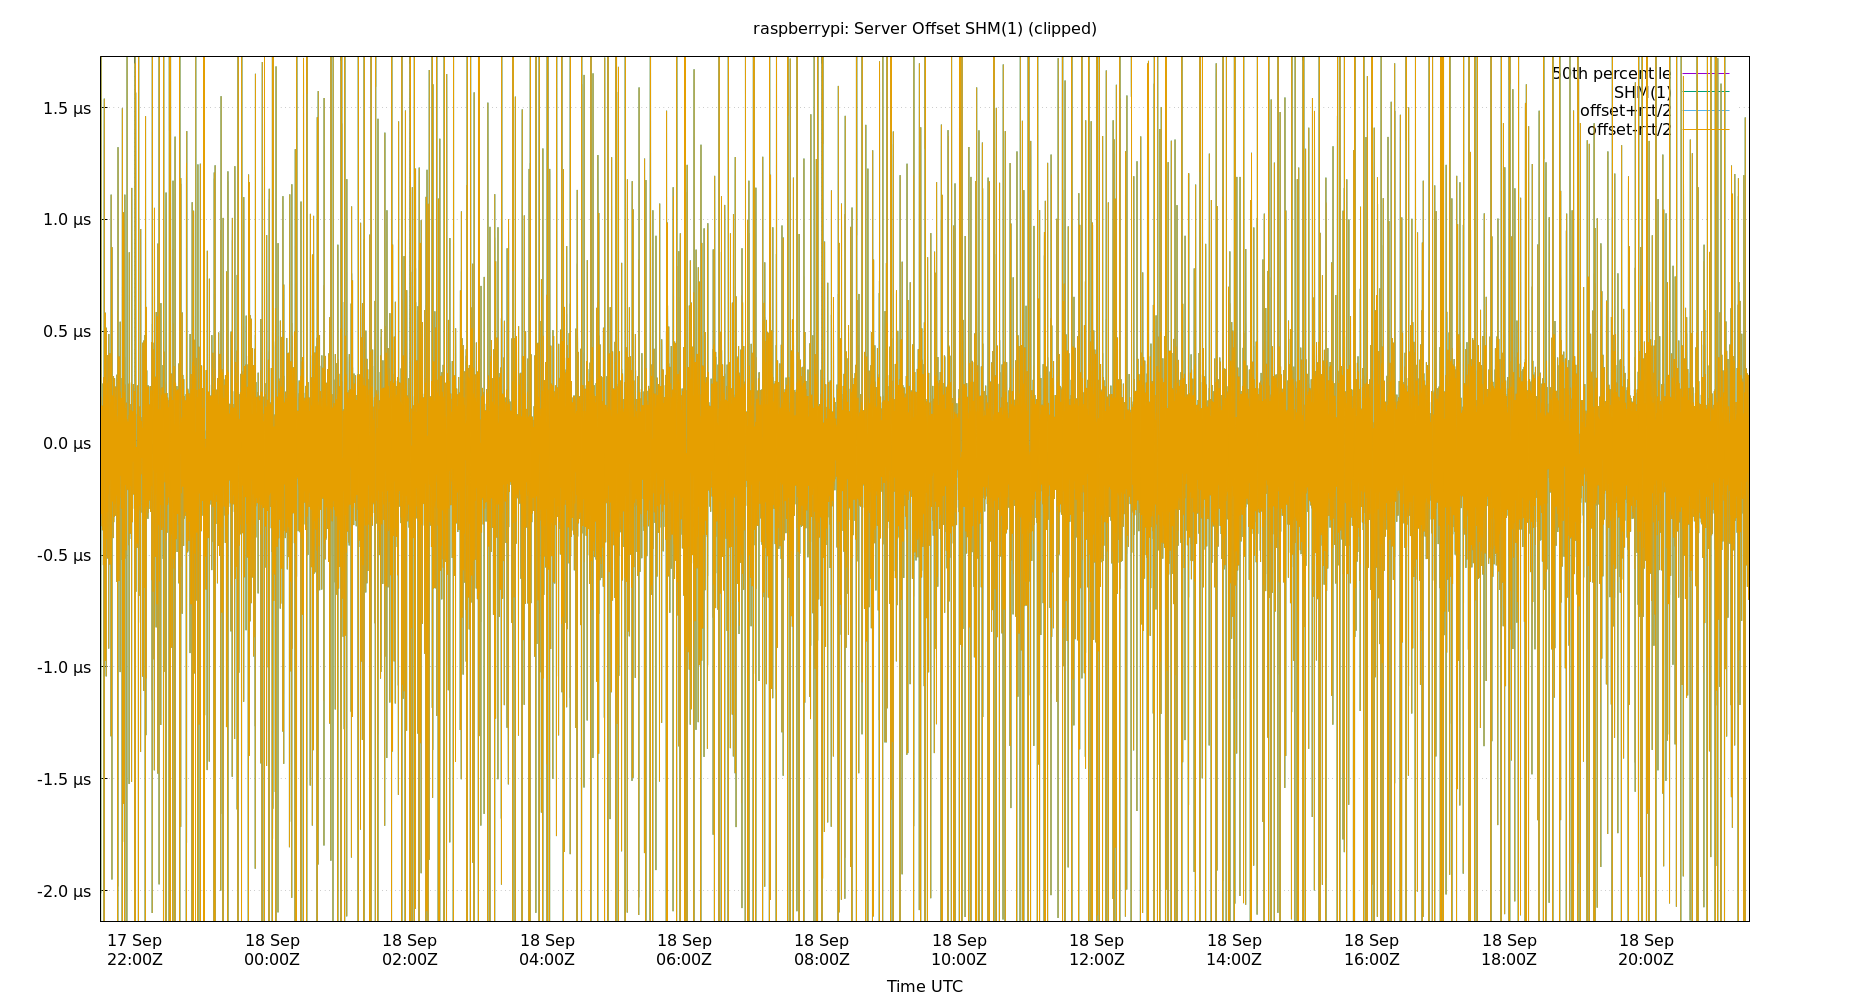 raspberrypi: Server Offset SHM(1) (clipped)
50th percentile
SHM(1)
offset+rtt/2
offset-rtt/2
1.5 µs
1.0 µs
0.5 µs
0.0 µs
-0.5 µs
-1.0 µs
-1.5 µs
-2.0 µs
17 Sep 18 Sep 18 Sep 18 Sep 18 Sep 18 Sep 18 Sep 18 Sep 18 Sep 18 Sep 18 Sep 18 Sep
22:00Z 00:00Z 02:00Z 04:00Z 06:00Z 08:00Z 10:00Z 12:00Z 14:00Z 16:00Z 18:00Z 20:00Z
Time UTC